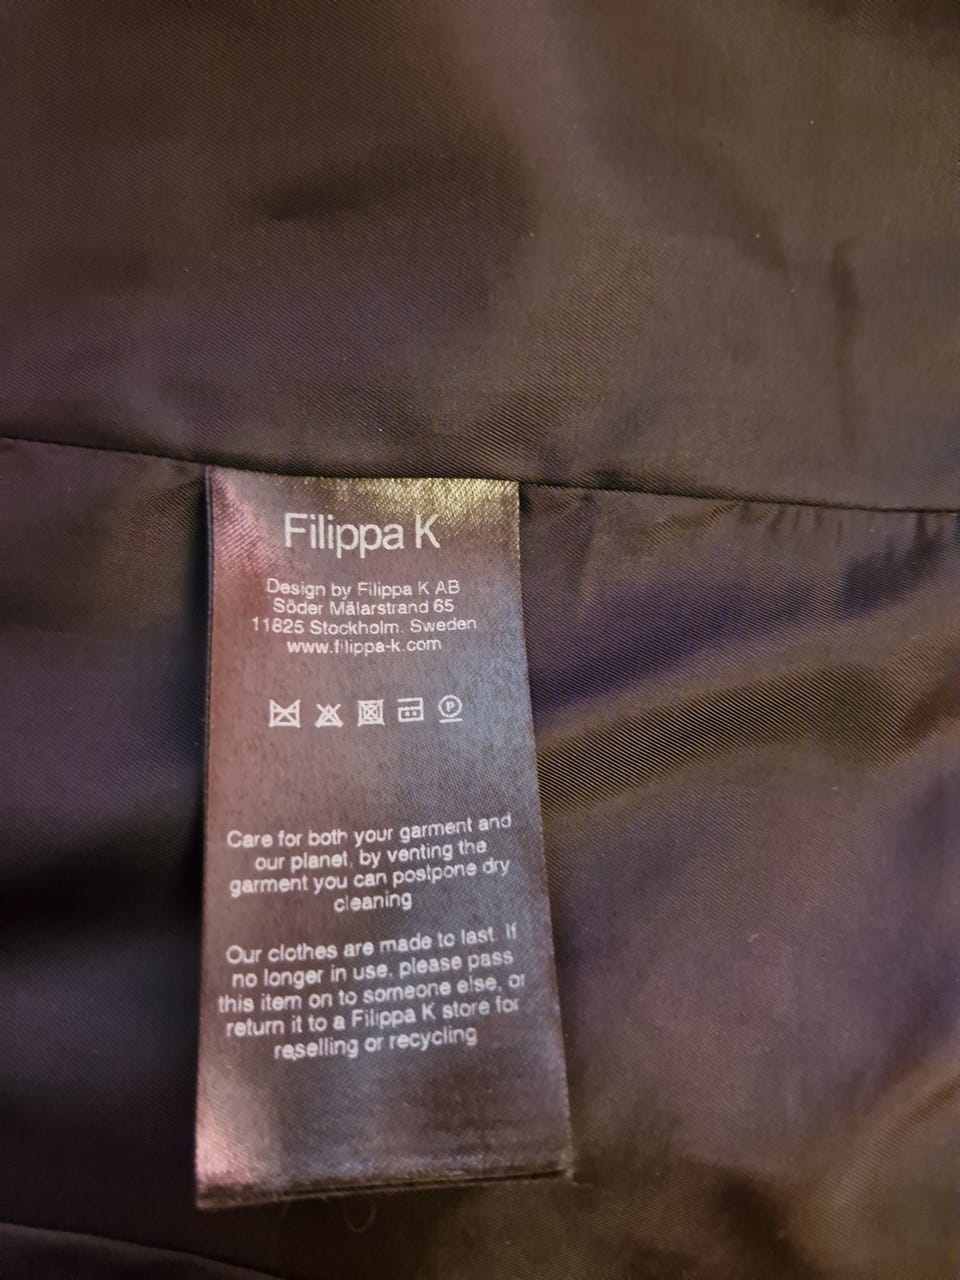 Filippa K
Design by Filippa K AB
Söder Mälarstrand 65
11825 Stockholm. Sweden
www.filippa-k.com
P
Care for both your garment and
our planet, by venting the
garment you can postpone dry
cleaning
Our clothes are made to last. If
no longer in use, please pass
this item on to someone else, or
return it to a Filippa K store for
reselling or recycling